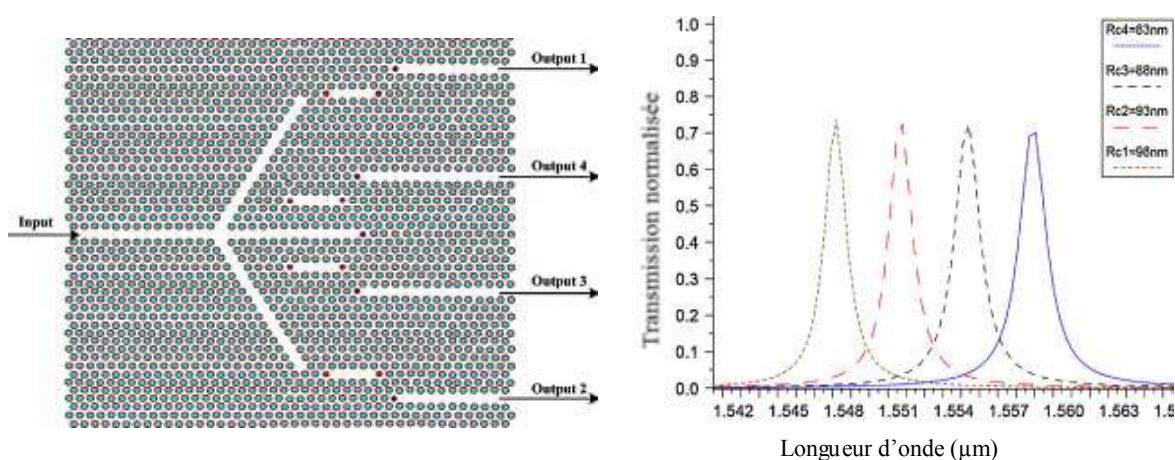 Output 1
Output 4
Input
Output 3
Output 2
Transmission normalisée
1.0
0.9
0.8
0.7
0.6
0.5
0.4
0.3
0.2
0.1
0.0
Rc4=83nm
Rc3=88nm
Rc2=93nm
Rc1=98nm
1.542 1.545 1.548 1.551 1.554 1.557 1.560 1.563 1.5
Longueur d'onde (µm)